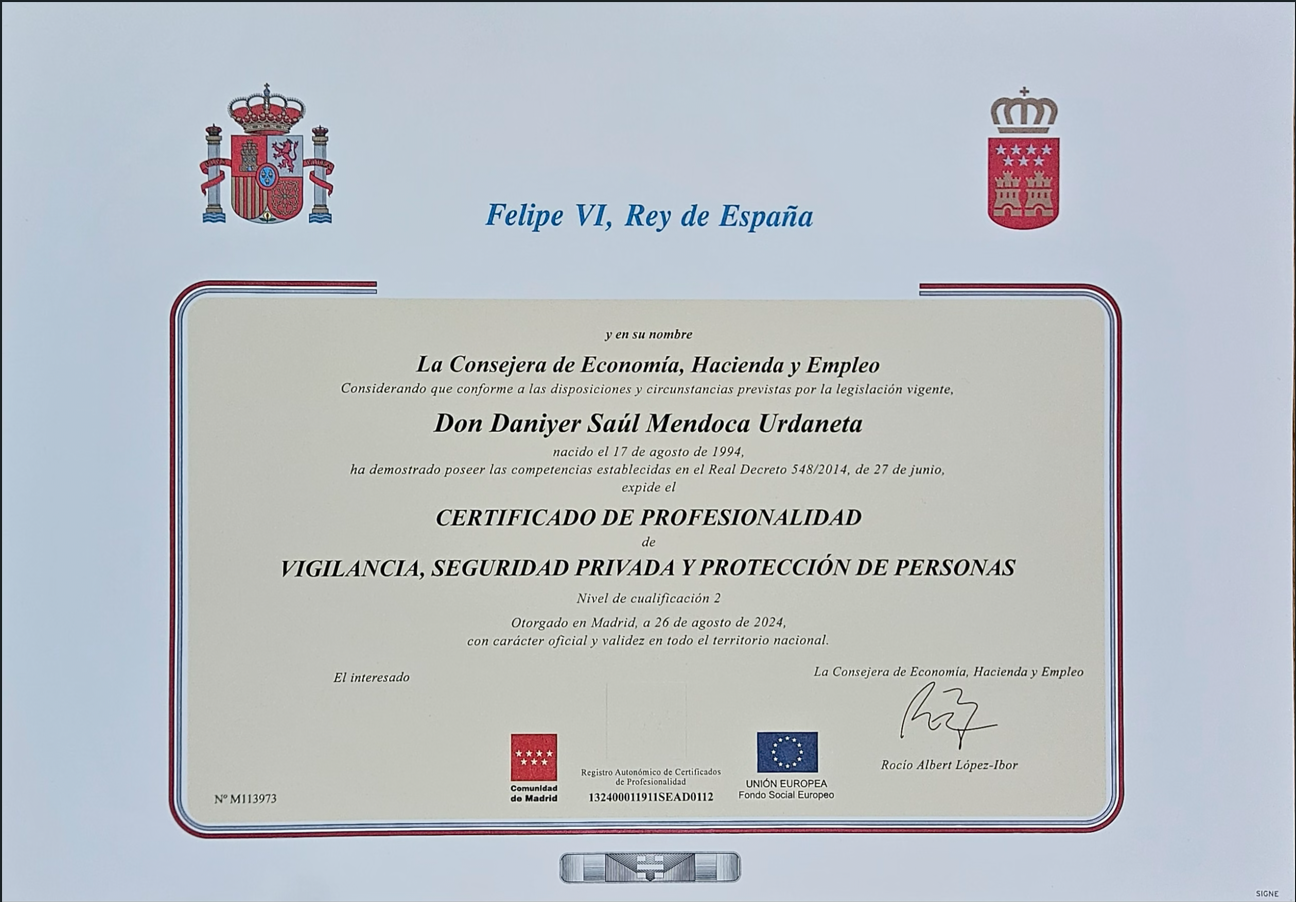 Felipe VI, Rey de España
y en su nombre
La Consejera de Economía, Hacienda y Empleo
Considerando que conforme a las disposiciones y circunstancias previstas por la legislación vigente,
Don Daniyer Saúl Mendoca Urdaneta
nacido el 17 de agosto de 1994,
ha demostrado poseer las competencias establecidas en el Real Decreto 548/2014, de 27 de junio,
expide el
CERTIFICADO DE PROFESIONALIDAD
de
VIGILANCIA, SEGURIDAD PRIVADA Y PROTECCIÓN DE PERSONAS
Nivel de cualificación 2
Otorgado en Madrid, a 26 de agosto de 2024,
con carácter oficial y validez en todo el territorio nacional.
El interesado
La Consejera de Economía, Hacienda y Empleo
Rocío Albert López-Ibor
Comunidad
de Madrid
Registro Autonómico de Certificados
de Profesionalidad
132400011911SEAD0112
UNIÓN EUROPEA
Fondo Social Europeo
Nº M113973
SIGNE